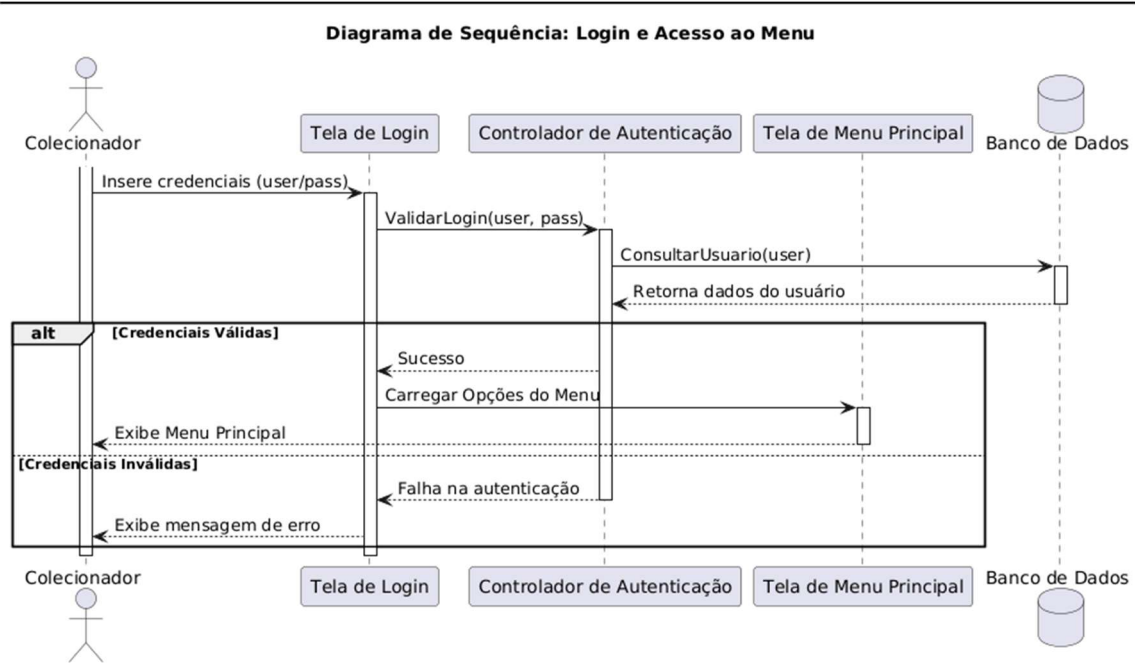 Diagrama de Sequência: Login e Acesso ao Menu
Colecionador
Tela de Login
Controlador de Autenticação
Tela de Menu Principal
Banco de Dados
Insere credenciais (user/pass)
ValidarLogin(user, pass)
ConsultarUsuario(user)
Retorna dados do usuário
alt
[Credenciais Válidas]
Sucesso
Carregar Opções do Menu
Exibe Menu Principal
[Credenciais Inválidas]
Falha na autenticação
Exibe mensagem de erro
Colecionador
Tela de Login
Controlador de Autenticação
Tela de Menu Principal
Banco de Dados